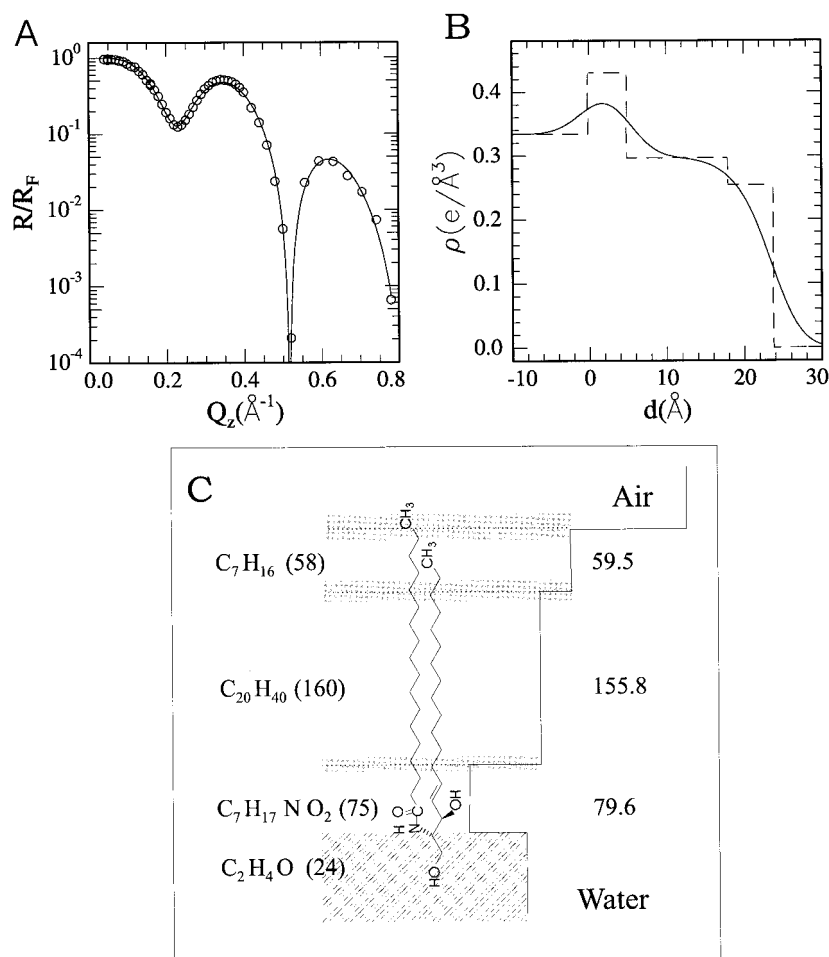 A
10⁰
10⁻¹
10⁻²
10⁻³
10⁻⁴
R/R_F
0.0 0.2 0.4 0.6 0.8
Q_z(Å⁻¹)
B
0.4
0.3
0.2
0.1
0.0
ρ(e/Å³)
-10 0 10 20 30
d(Å)
C
Air
CH₃
CH₃
C₇H₁₆ (58)
59.5
C₂₀H₄₀ (160)
155.8
C₇H₁₇ N O₂ (75)
O
C
N
H
OH
79.6
C₂H₄O (24)
HO
Water